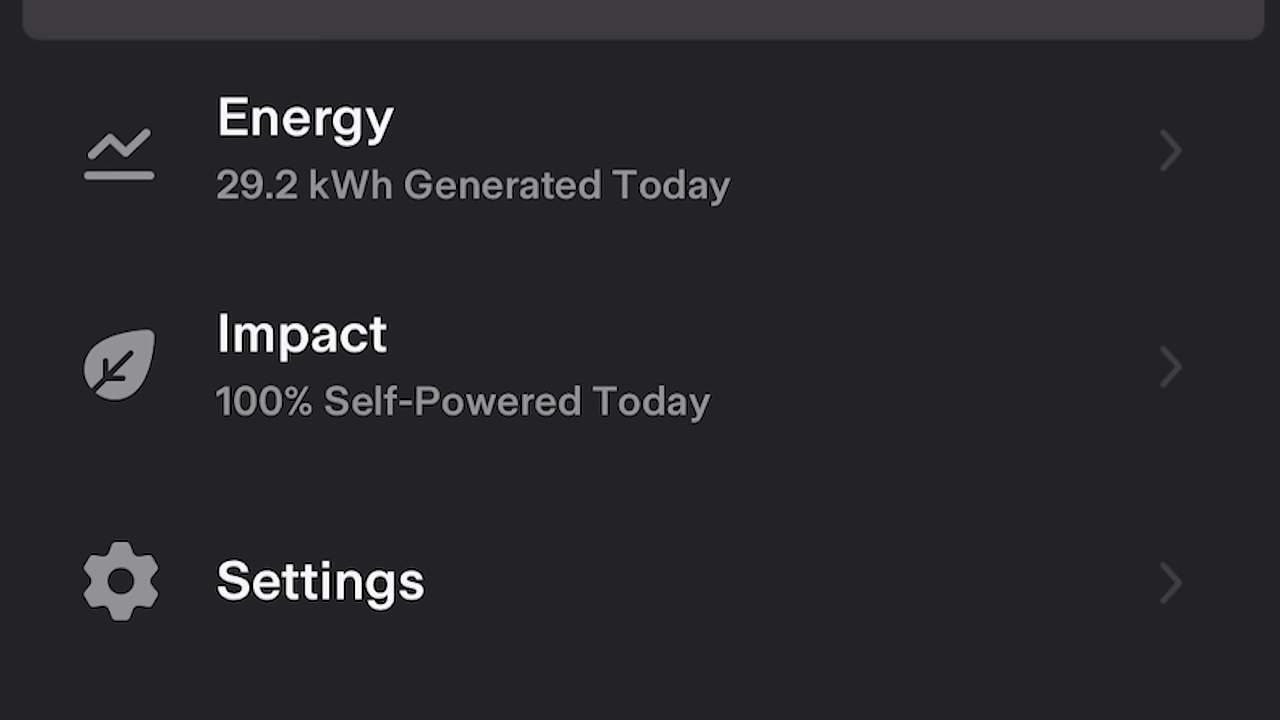 Energy
29.2 kWh Generated Today
Impact
100% Self-Powered Today
Settings